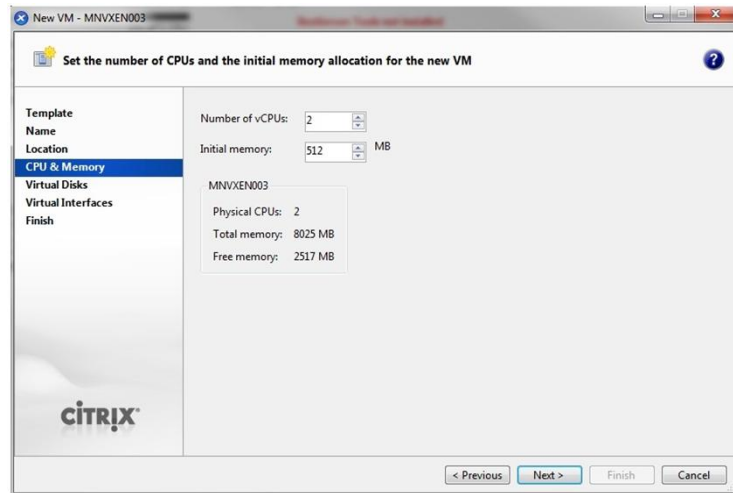 New VM - MNVXEN003
Set the number of CPUs and the initial memory allocation for the new VM
?
Template
Name
Location
CPU & Memory
Virtual Disks
Virtual Interfaces
Finish
Number of vCPUs: 2
Initial memory: 512 MB
MNVXEN003
Physical CPUs: 2
Total memory: 8025 MB
Free memory: 2517 MB
CITRIX
< Previous Next > Finish Cancel